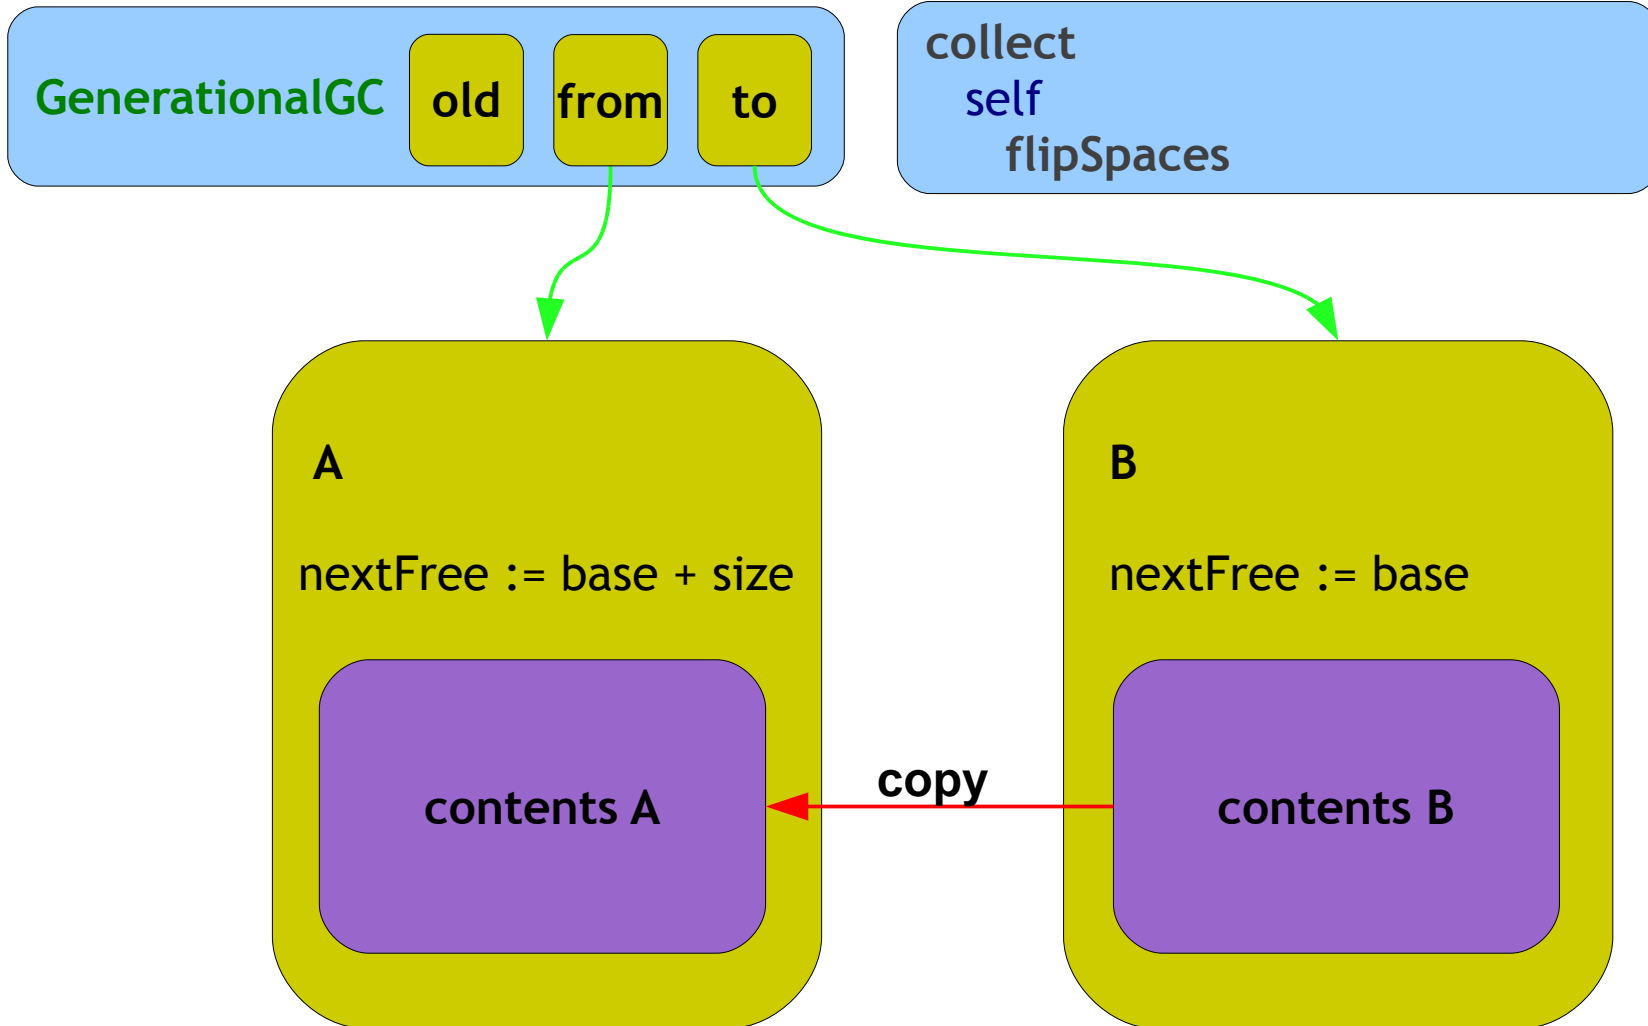 GenerationalGC
old
from
to
collect
self
flipSpaces
A
nextFree := base + size
contents A
copy
B
nextFree := base
contents B